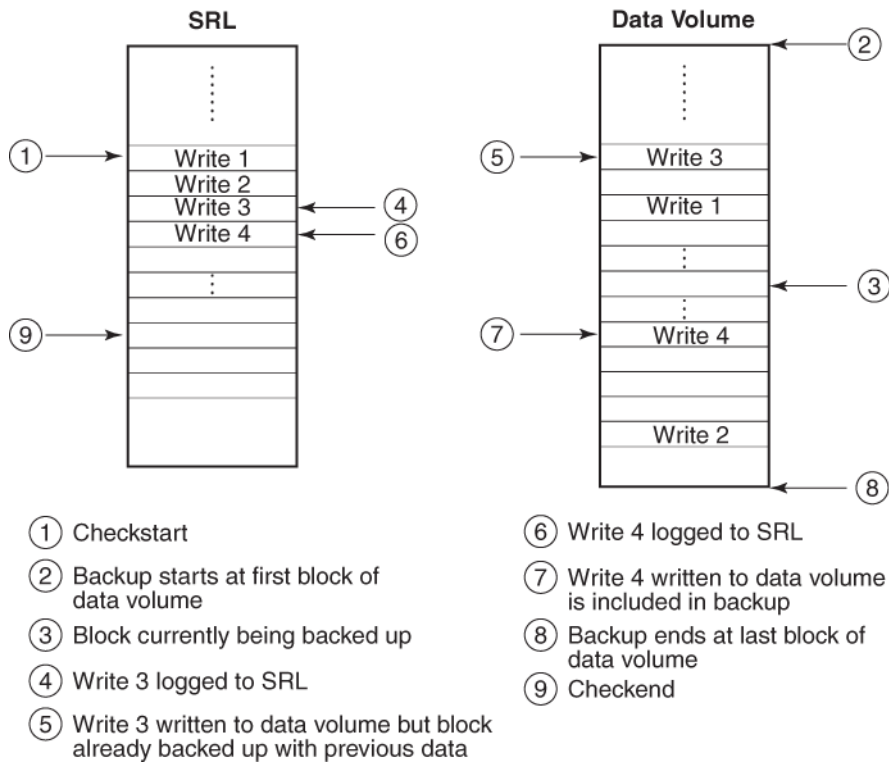 SRL
Data Volume
2
1
Write 1
5
Write 3
Write 2
Write 3
4
Write 1
Write 4
6
3
9
7
Write 4
Write 2
8
1 Checkstart
2 Backup starts at first block of
data volume
3 Block currently being backed up
4 Write 3 logged to SRL
5 Write 3 written to data volume but block
already backed up with previous data
6 Write 4 logged to SRL
7 Write 4 written to data volume
is included in backup
8 Backup ends at last block of
data volume
9 Checkend